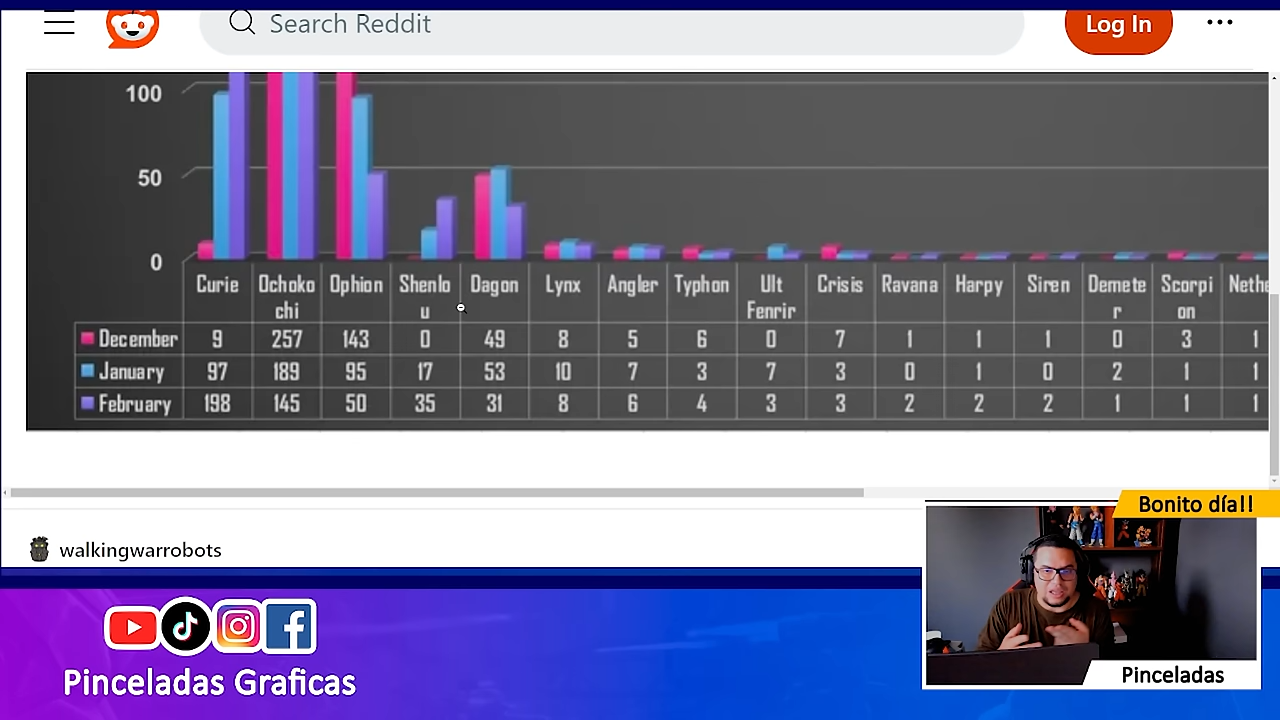 Search Reddit
Log In
100
50
0
Curie Ochoko Ophion Shenlo Dagon Lynx Angler Typhon Ult Crisis Ravana Harpy Siren Demete Scorpi Nethe
chi u Fenrir r on
December 9 257 143 0 49 8 5 6 0 7 1 1 1 0 3 1
January 97 189 95 17 53 10 7 3 7 3 0 1 0 2 1 1
February 198 145 50 35 31 8 6 4 3 3 2 2 2 1 1 1
walkingwarrobots
Bonito día!!
Pinceladas Graficas
Pinceladas